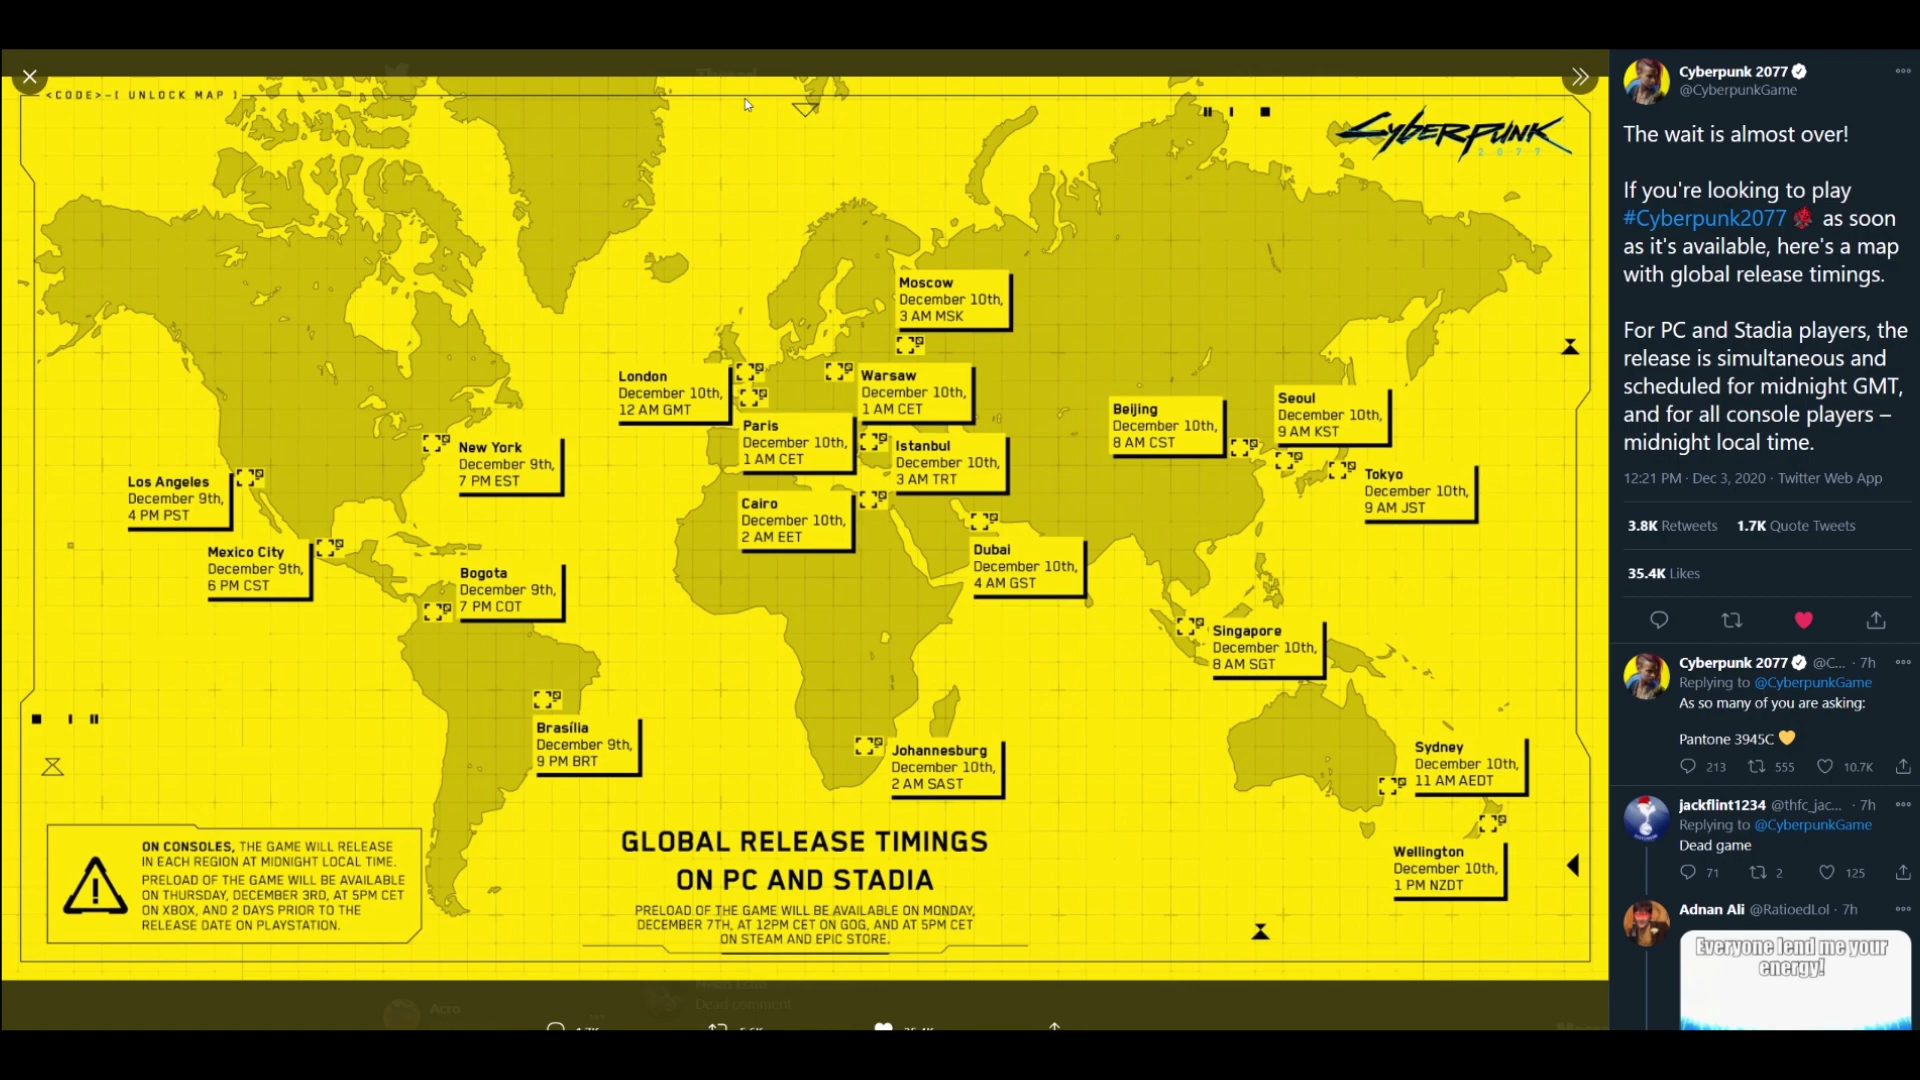 <CODE>-[ UNLOCK MAP ]
CYBERPUNK
2077
Moscow
December 10th,
3 AM MSK
London
December 10th,
12 AM GMT
Warsaw
December 10th,
1 AM CET
Paris
December 10th,
1 AM CET
Istanbul
December 10th,
3 AM TRT
Beijing
December 10th,
8 AM CST
Seoul
December 10th,
9 AM KST
Tokyo
December 10th,
9 AM JST
New York
December 9th,
7 PM EST
Los Angeles
December 9th,
4 PM PST
Cairo
December 10th,
2 AM EET
Mexico City
December 9th,
6 PM CST
Bogota
December 9th,
7 PM COT
Dubai
December 10th,
4 AM GST
Singapore
December 10th,
8 AM SGT
Brasília
December 9th,
9 PM BRT
Johannesburg
December 10th,
2 AM SAST
Sydney
December 10th,
11 AM AEDT
Wellington
December 10th,
1 PM NZDT
ON CONSOLES, THE GAME WILL RELEASE
IN EACH REGION AT MIDNIGHT LOCAL TIME.
PRELOAD OF THE GAME WILL BE AVAILABLE
ON THURSDAY, DECEMBER 3RD, AT 5PM CET
ON XBOX, AND 2 DAYS PRIOR TO THE
RELEASE DATE ON PLAYSTATION.
GLOBAL RELEASE TIMINGS
ON PC AND STADIA
PRELOAD OF THE GAME WILL BE AVAILABLE ON MONDAY,
DECEMBER 7TH, AT 12PM CET ON GOG, AND AT 5PM CET
ON STEAM AND EPIC STORE.
Acro
Dead comment
Cyberpunk 2077
@CyberpunkGame
The wait is almost over!
If you're looking to play
#Cyberpunk2077 as soon
as it's available, here's a map
with global release timings.
For PC and Stadia players, the
release is simultaneous and
scheduled for midnight GMT,
and for all console players –
midnight local time.
12:21 PM · Dec 3, 2020 · Twitter Web App
3.8K Retweets 1.7K Quote Tweets
35.4K Likes
Cyberpunk 2077 @C... · 7h
Replying to @CyberpunkGame
As so many of you are asking:
Pantone 3945C
213 555 10.7K
jackflint1234 @thfc_jac... · 7h
Replying to @CyberpunkGame
Dead game
71 2 125
Adnan Ali @RatioedLol · 7h
Everyone lend me your
energy!